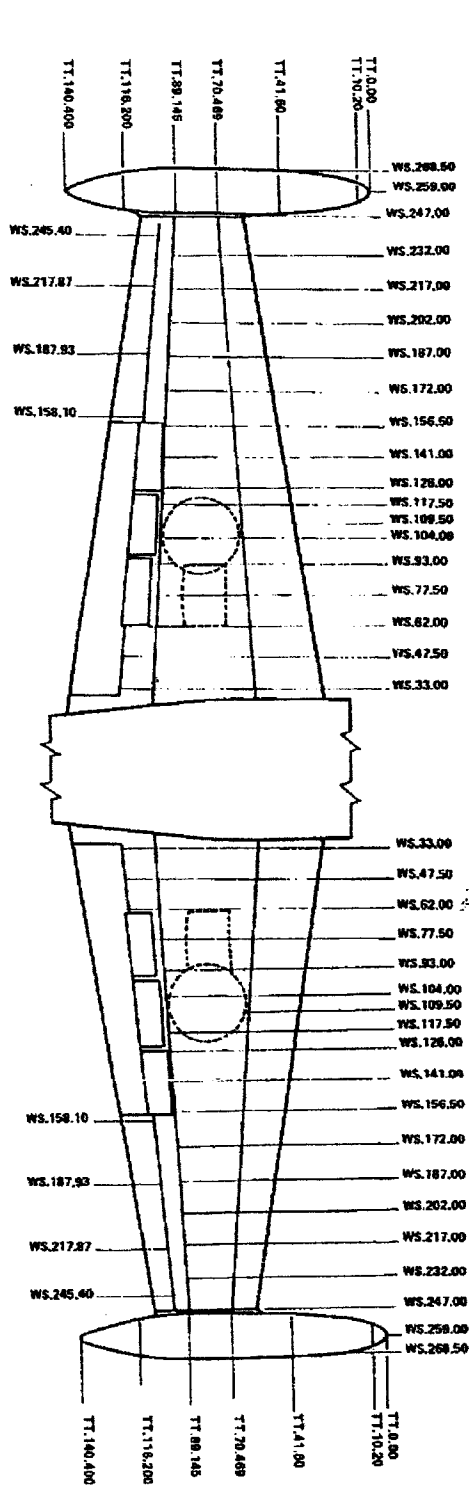 TT.140.400
TT.116.200
TT.89.145
TT.70.469
TT.41.60
TT.10.20
TT.0.00
WS.268.50
WS.259.00
WS.247.00
WS.245.40
WS.232.00
WS.217.87
WS.217.00
WS.202.00
WS.187.93
WS.187.00
WS.172.00
WS.158.10
WS.156.50
WS.141.00
WS.126.00
WS.117.50
WS.109.50
WS.104.00
WS.93.00
WS.77.50
WS.62.00
WS.47.50
WS.33.00
WS.33.00
WS.47.50
WS.62.00
WS.77.50
WS.93.00
WS.104.00
WS.109.50
WS.117.50
WS.126.00
WS.141.00
WS.156.50
WS.158.10
WS.172.00
WS.187.93
WS.187.00
WS.202.00
WS.217.00
WS.217.87
WS.232.00
WS.245.40
WS.247.00
WS.259.00
WS.268.50
TT.140.400
TT.116.200
TT.89.145
TT.70.469
TT.41.60
TT.10.20
TT.0.00